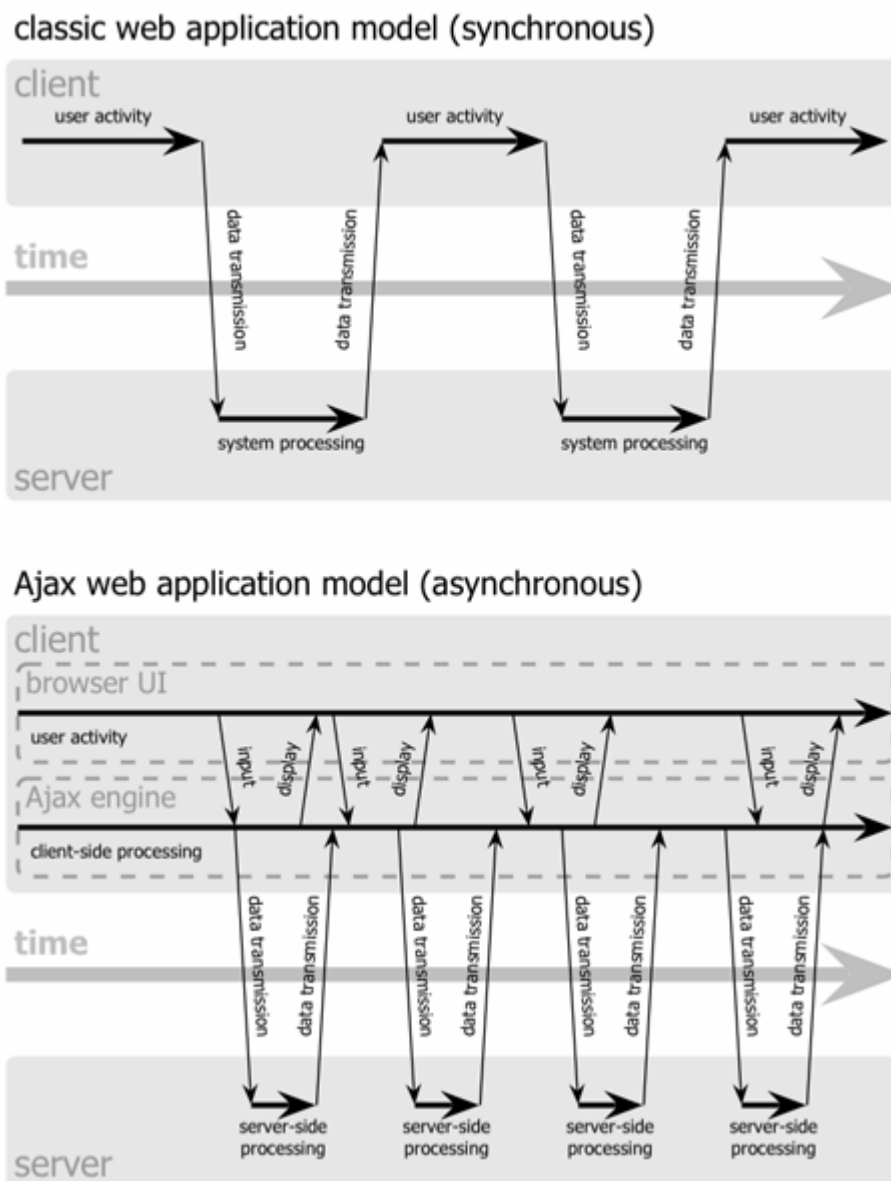 classic web application model (synchronous)
client
user activity
user activity
user activity
data transmission
data transmission
data transmission
data transmission
time
system processing
system processing
server
Ajax web application model (asynchronous)
client
browser UI
user activity
input
display
input
display
input
display
input
display
Ajax engine
client-side processing
data transmission
data transmission
data transmission
data transmission
data transmission
data transmission
data transmission
data transmission
time
server-side
processing
server-side
processing
server-side
processing
server-side
processing
server